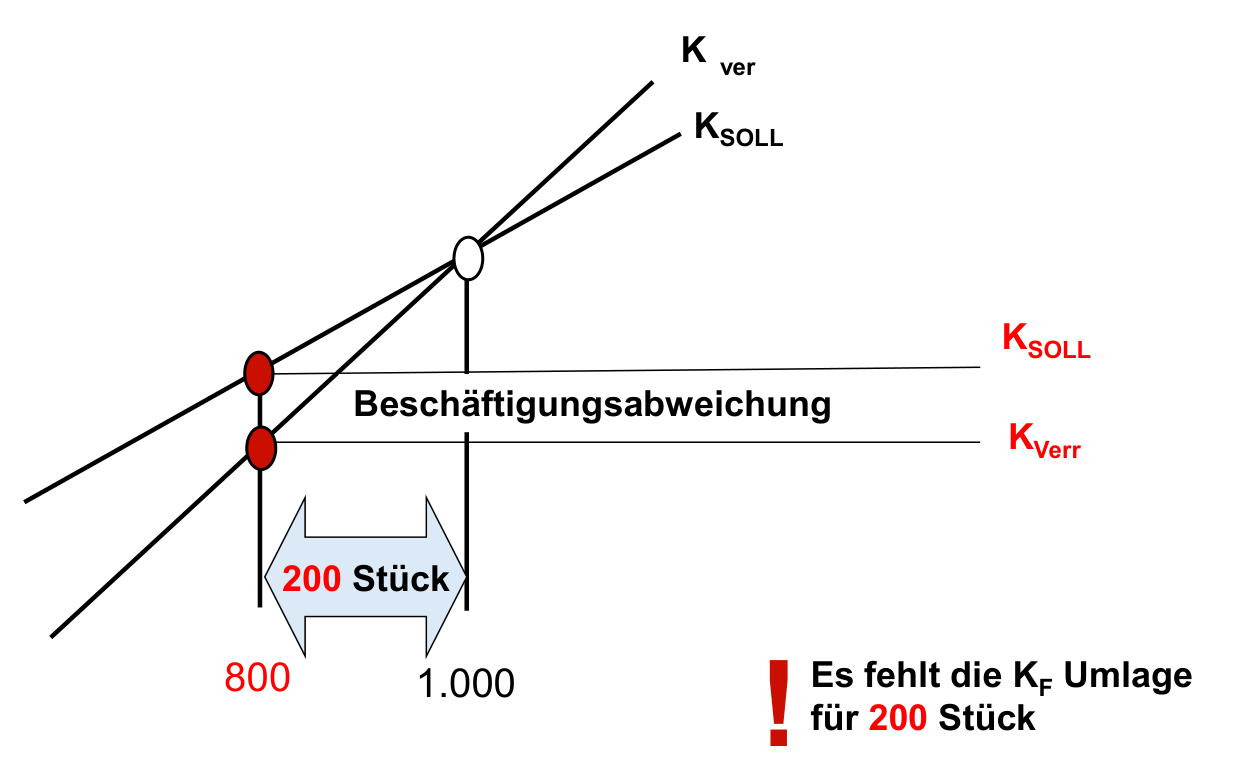 K ver
KSOLL
KSOLL
Beschäftigungsabweichung
KVerr
200 Stück
800
1.000
! Es fehlt die KF Umlage
für 200 Stück